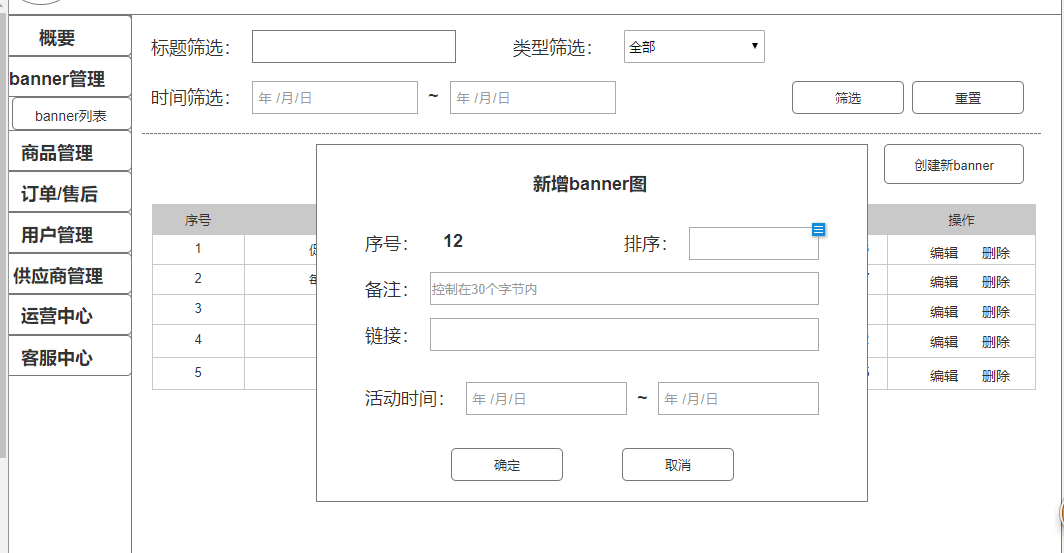 概要
banner管理
banner列表
商品管理
订单/售后
用户管理
供应商管理
运营中心
客服中心
标题筛选： 类型筛选： 全部
时间筛选： 年 /月/日 ~ 年 /月/日 筛选 重置
创建新banner
序号 操作
1 编辑 删除
2 编辑 删除
3 编辑 删除
4 编辑 删除
5 编辑 删除
新增banner图
序号： 12 排序：
备注： 控制在30个字节内
链接：
活动时间： 年 /月/日 ~ 年 /月/日
确定 取消